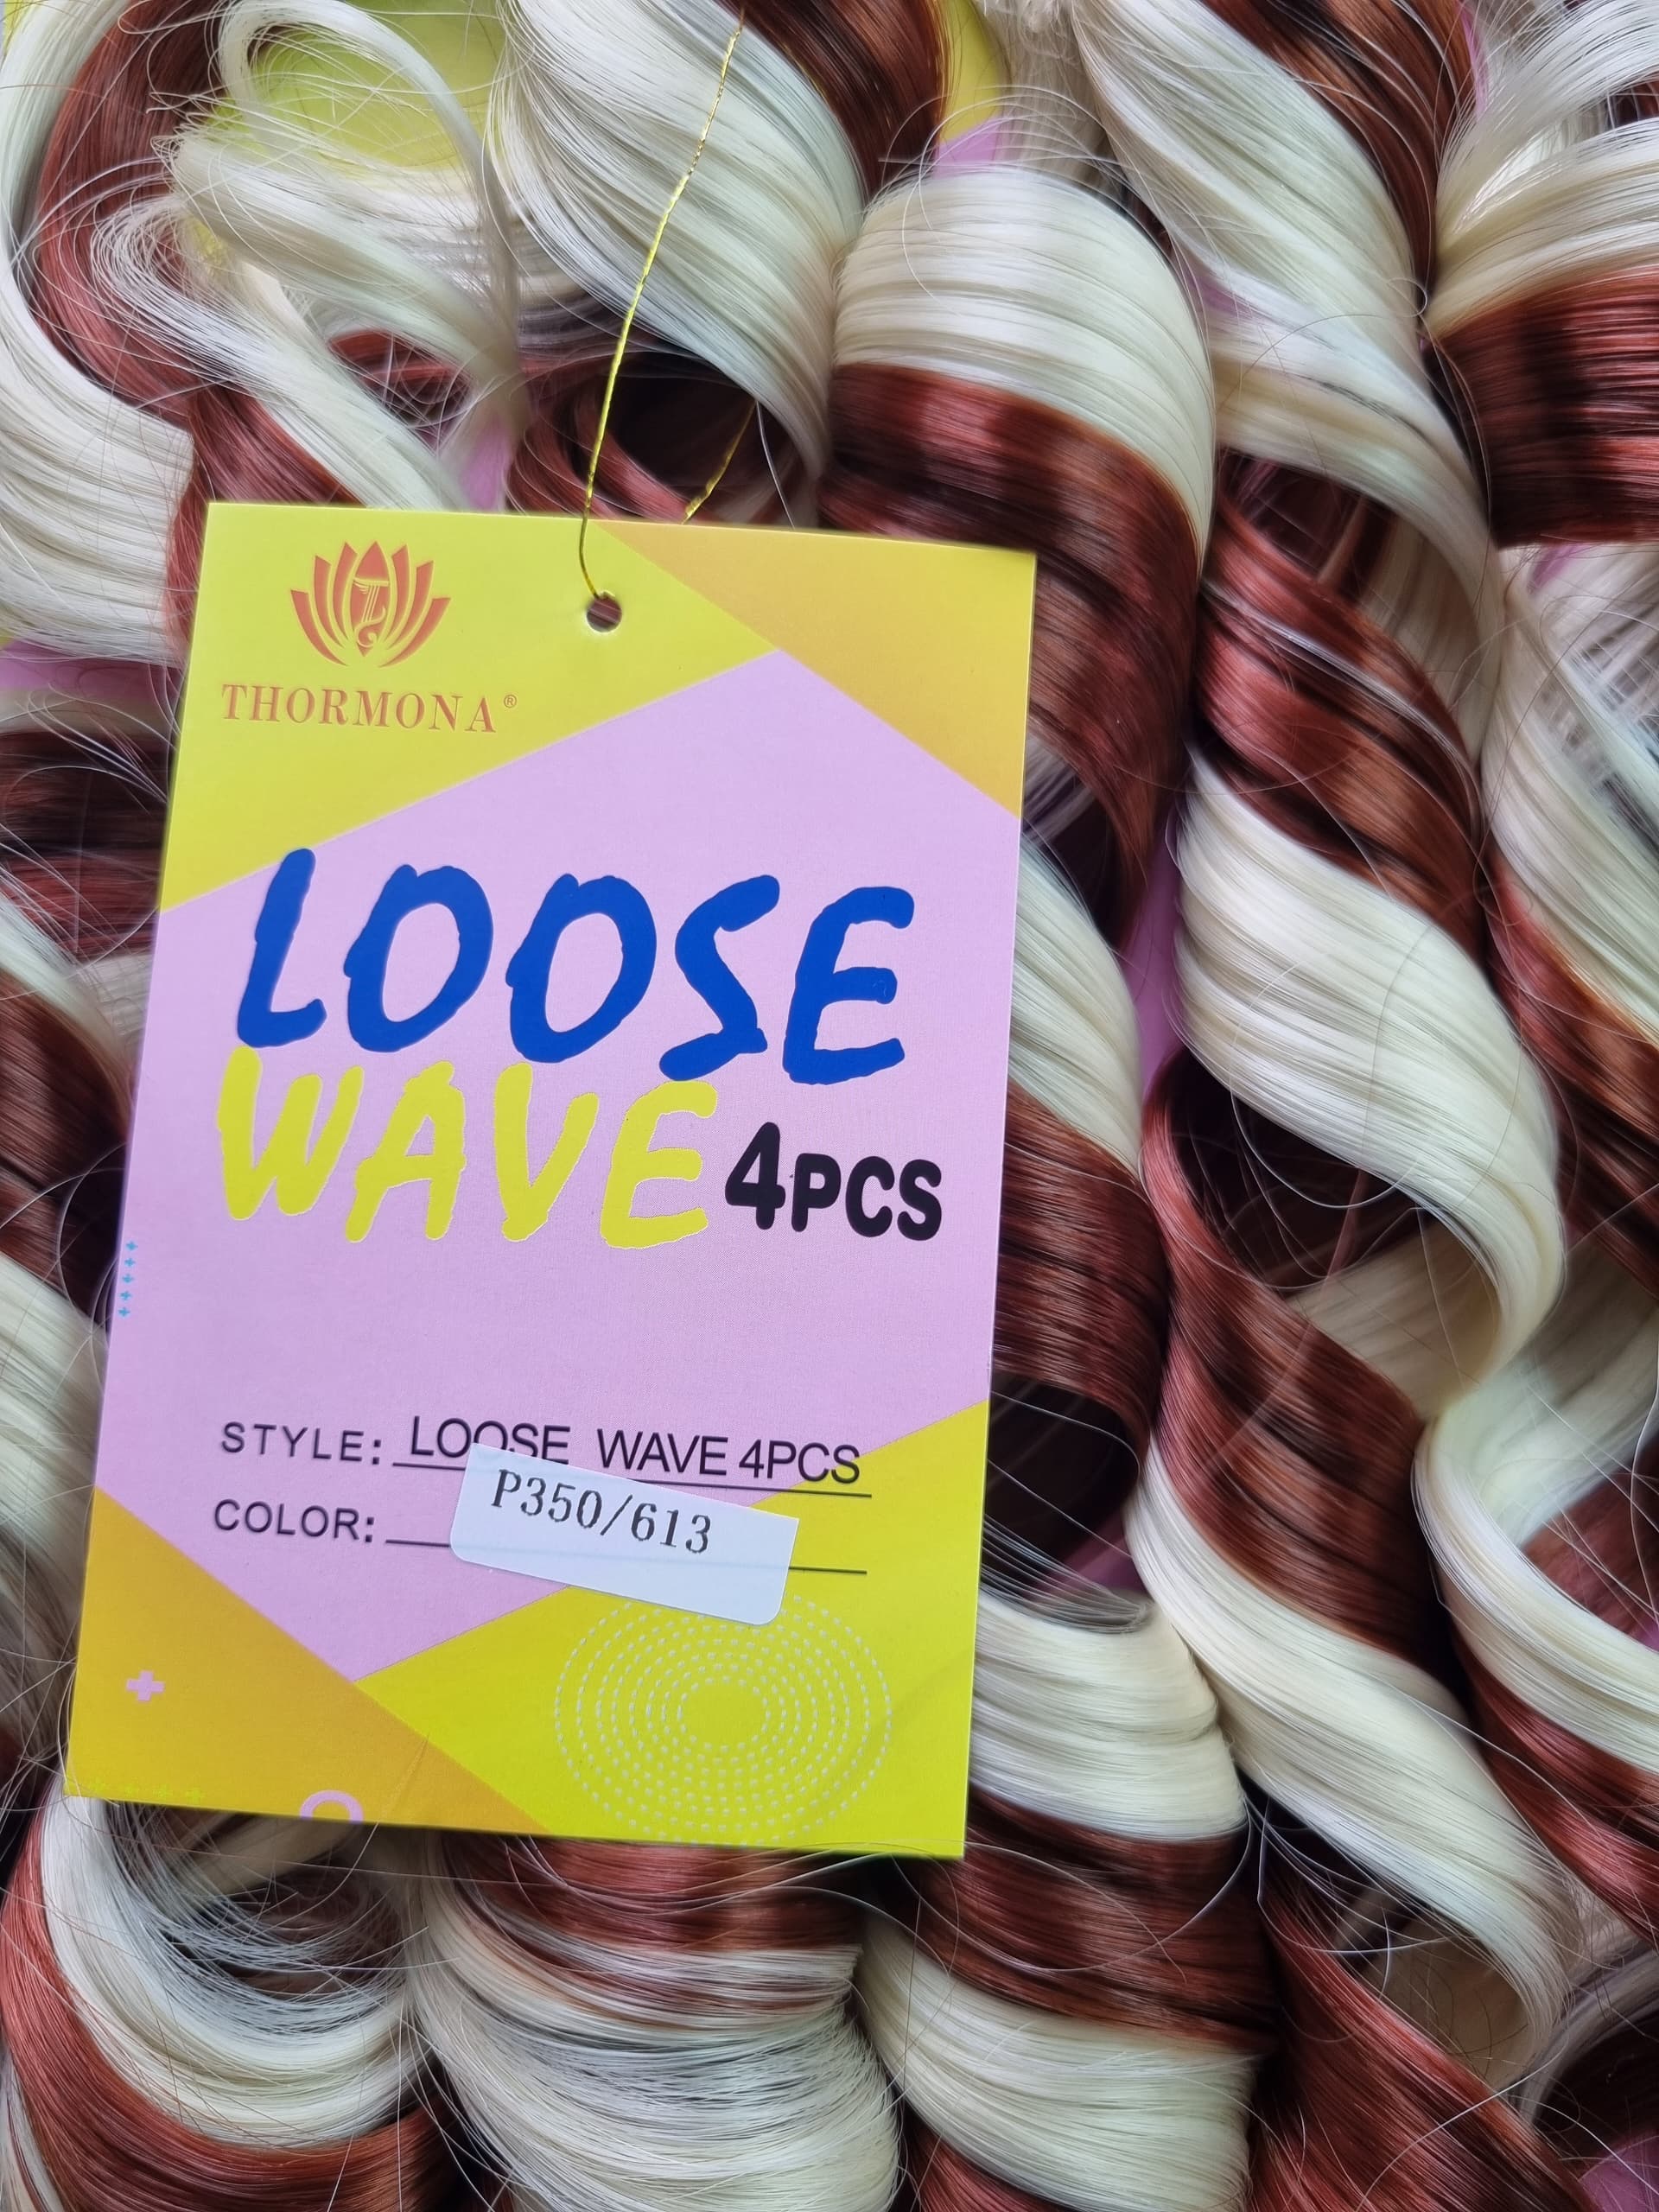 THORMONA®
LOOSE
WAVE 4PCS
STYLE: LOOSE WAVE 4PCS
COLOR: P350/613